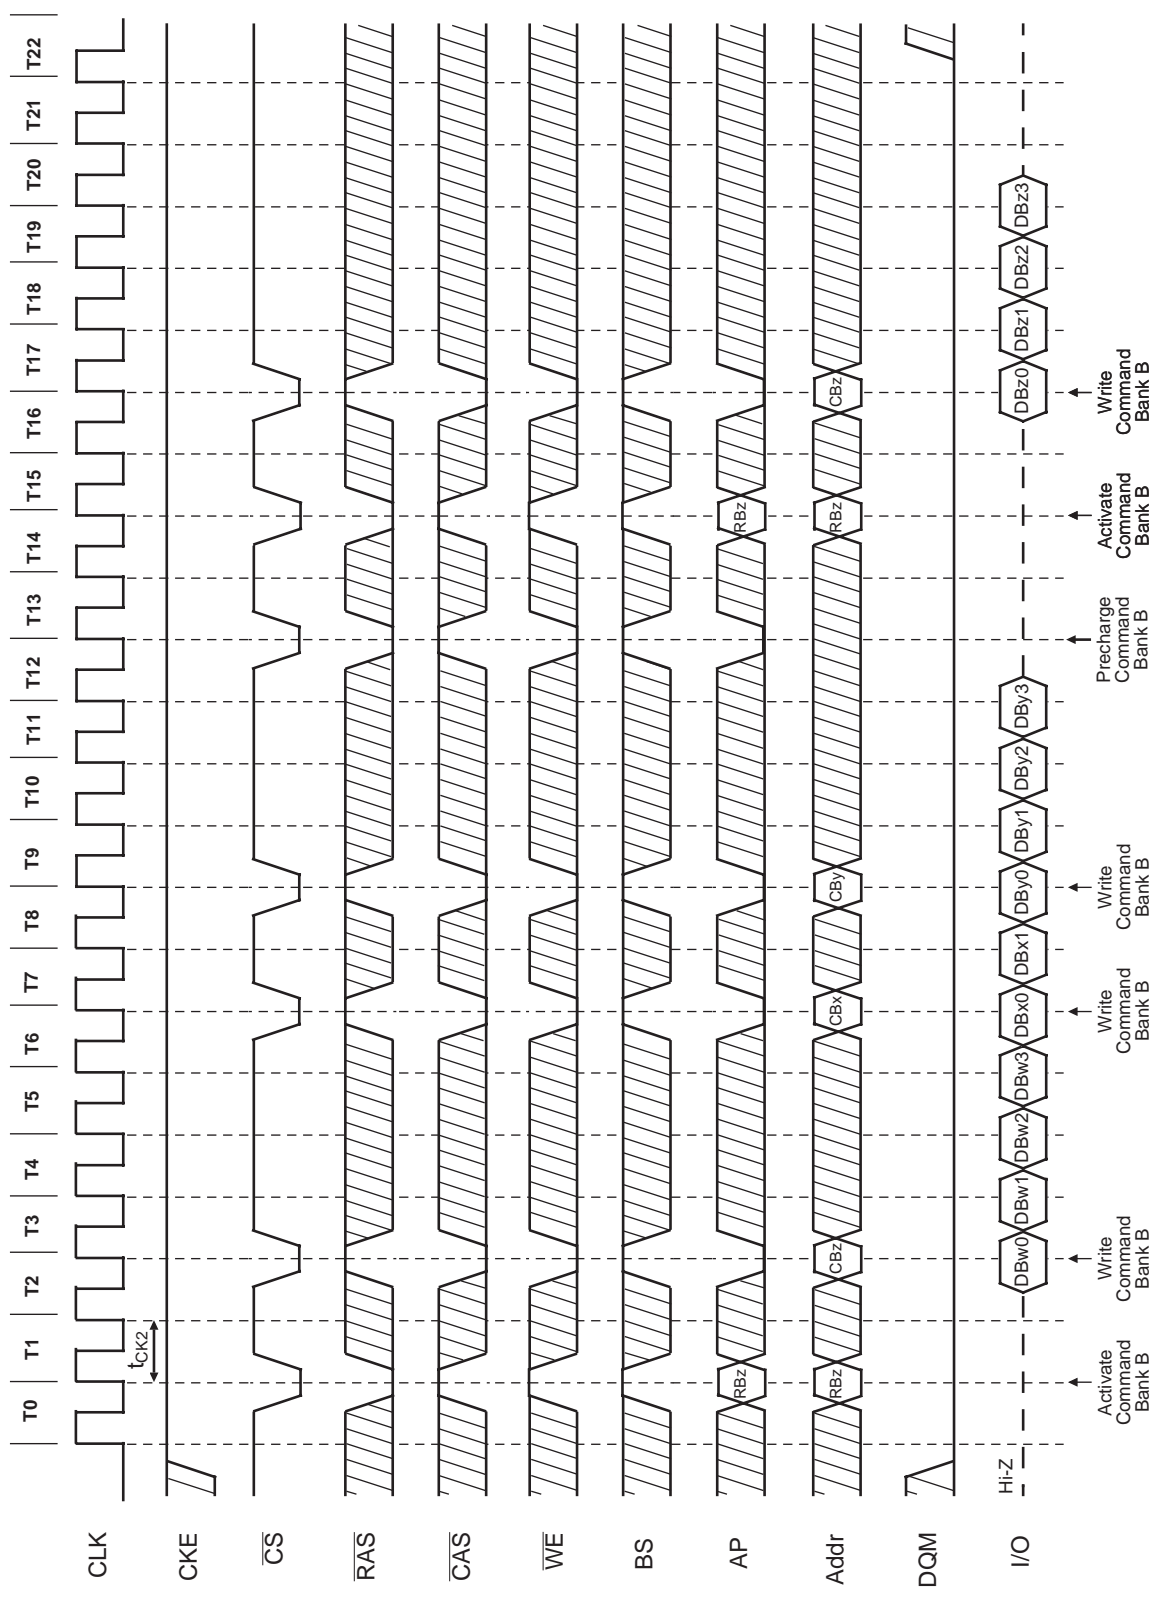 T0 T1 T2 T3 T4 T5 T6 T7 T8 T9 T10 T11 T12 T13 T14 T15 T16 T17 T18 T19 T20 T21 T22
CLK
tCK2
CKE
CS
RAS
CAS
WE
BS
AP
RBz RBz
Addr
RBz CBz CBx CBy RBz CBz
DQM
I/O
Hi-Z
DBw0 DBw1 DBw2 DBw3 DBx0 DBx1 DBy0 DBy1 DBy2 DBy3 DBz0 DBz1 DBz2 DBz3
Activate
Command
Bank B
Write
Command
Bank B
Write
Command
Bank B
Write
Command
Bank B
Precharge
Command
Bank B
Activate
Command
Bank B
Write
Command
Bank B